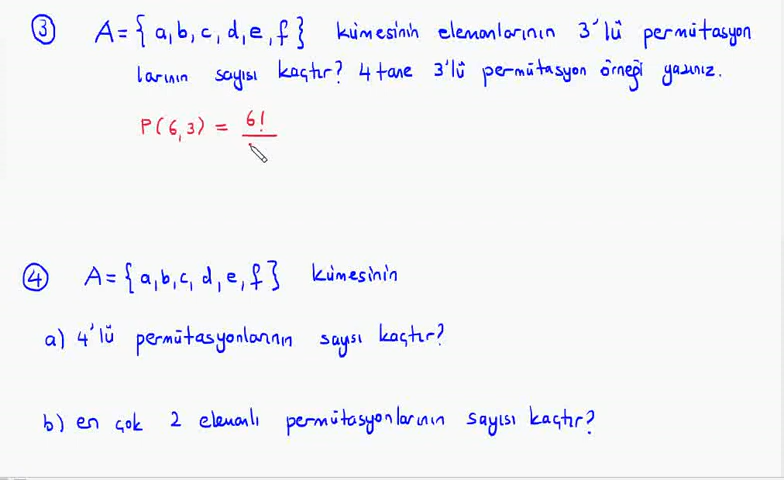 ③ A={a,b,c,d,e,f} kümesinin elemanlarının 3'lü permütasyon
larının sayısı kaçtır? 4 tane 3'lü permütasyon örneği yazınız.
P(6,3) = 6!
④ A={a,b,c,d,e,f} kümesinin
a) 4'lü permütasyonlarının sayısı kaçtır?
b) en çok 2 elemanlı permütasyonlarının sayısı kaçtır?